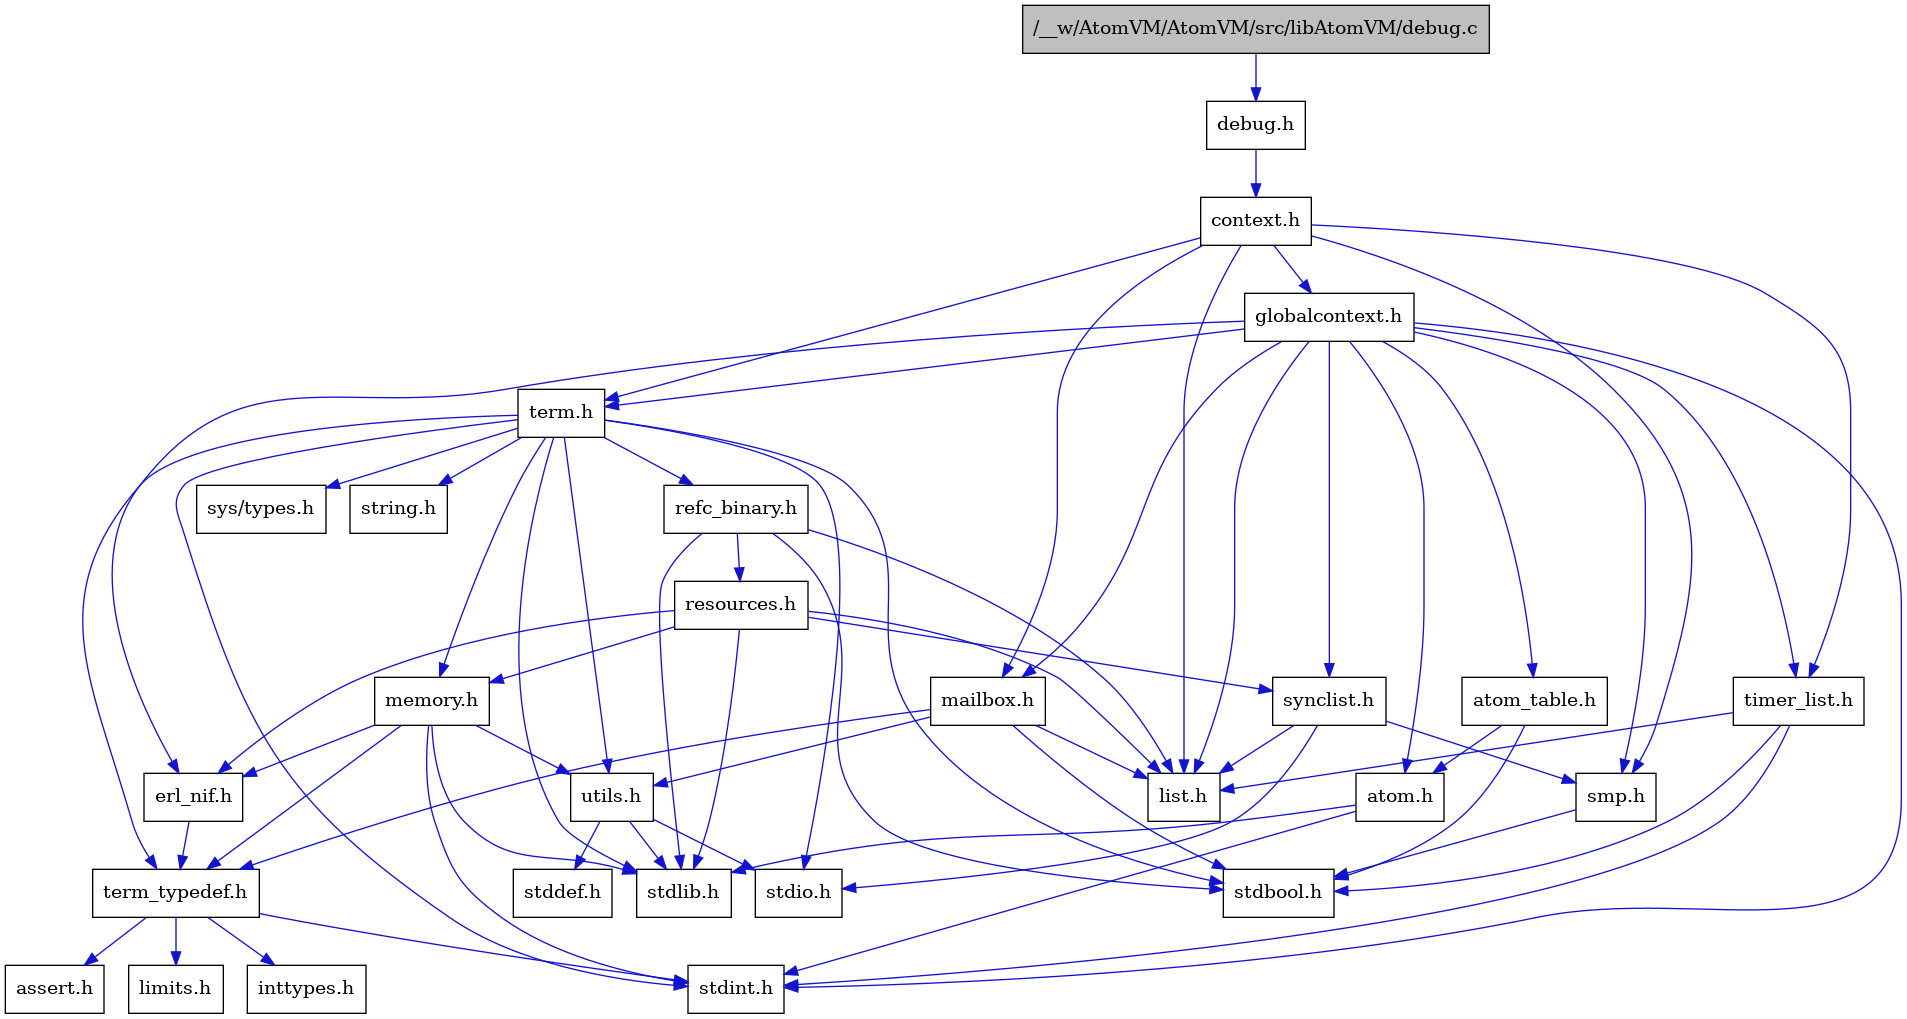 /__w/AtomVM/AtomVM/src/libAtomVM/debug.c
debug.h
context.h
globalcontext.h
term.h
sys/types.h
string.h
refc_binary.h
resources.h
memory.h
mailbox.h
synclist.h
atom_table.h
timer_list.h
erl_nif.h
utils.h
list.h
atom.h
smp.h
term_typedef.h
stddef.h
stdlib.h
stdio.h
stdbool.h
assert.h
limits.h
inttypes.h
stdint.h